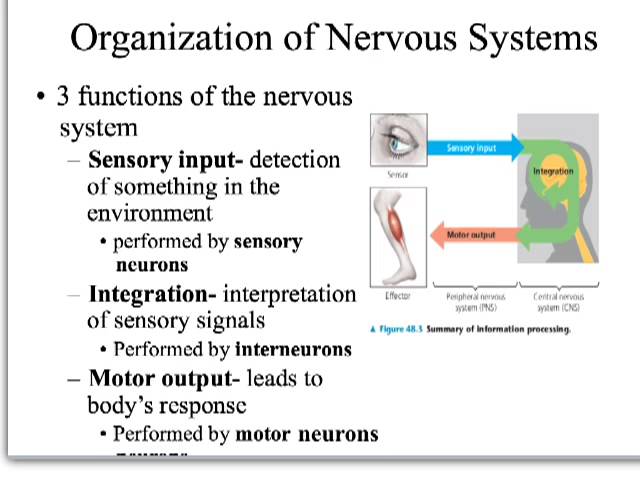 Organization of Nervous Systems
• 3 functions of the nervous
system
– Sensory input- detection
of something in the
environment
• performed by sensory
neurons
– Integration- interpretation
of sensory signals
• Performed by interneurons
– Motor output- leads to
body's response
• Performed by motor neurons
Sensory input
Sensor
Integration
Motor output
Effector
Peripheral nervous
system (PNS)
Central nervous
system (CNS)
▲ Figure 48.3 Summary of information processing.